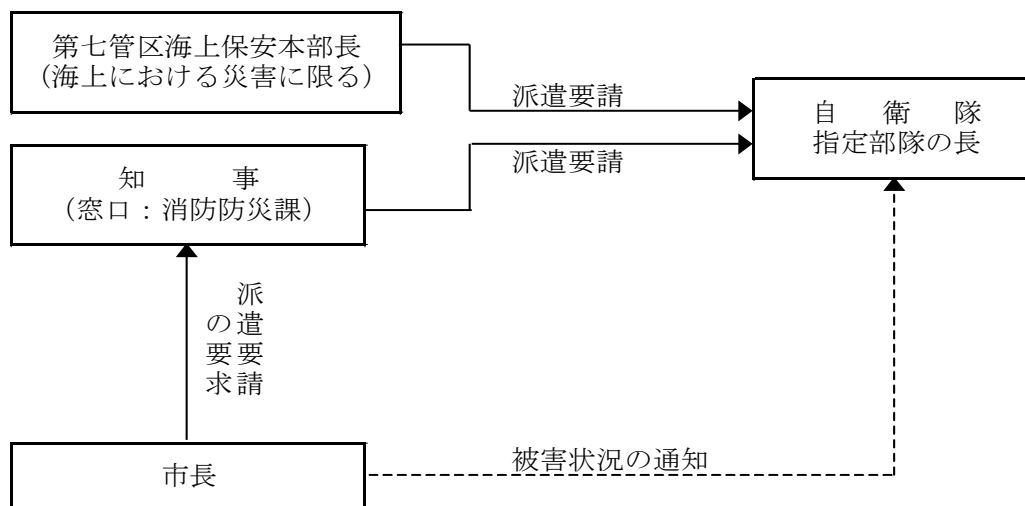 第七管区海上保安本部長
（海上における災害に限る）
派遣要請
自　衛　隊
指定部隊の長
知　　　事
（窓口：消防防災課）
派遣要請
派遣要請
の要求
市長
被害状況の通知